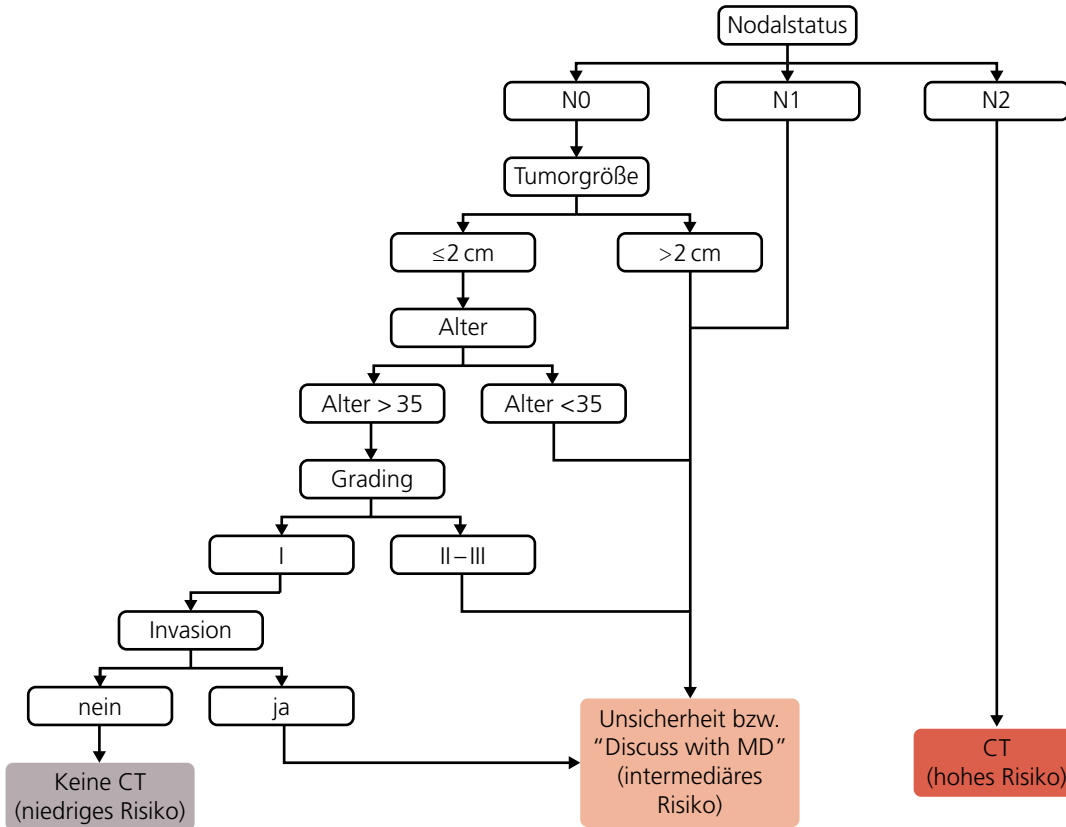 Nodalstatus
N0
N1
N2
Tumorgröße
≤2 cm
>2 cm
Alter
Alter > 35
Alter <35
Grading
I
II–III
Invasion
nein
ja
Keine CT
(niedriges Risiko)
Unsicherheit bzw.
“Discuss with MD”
(intermediäres
Risiko)
CT
(hohes Risiko)